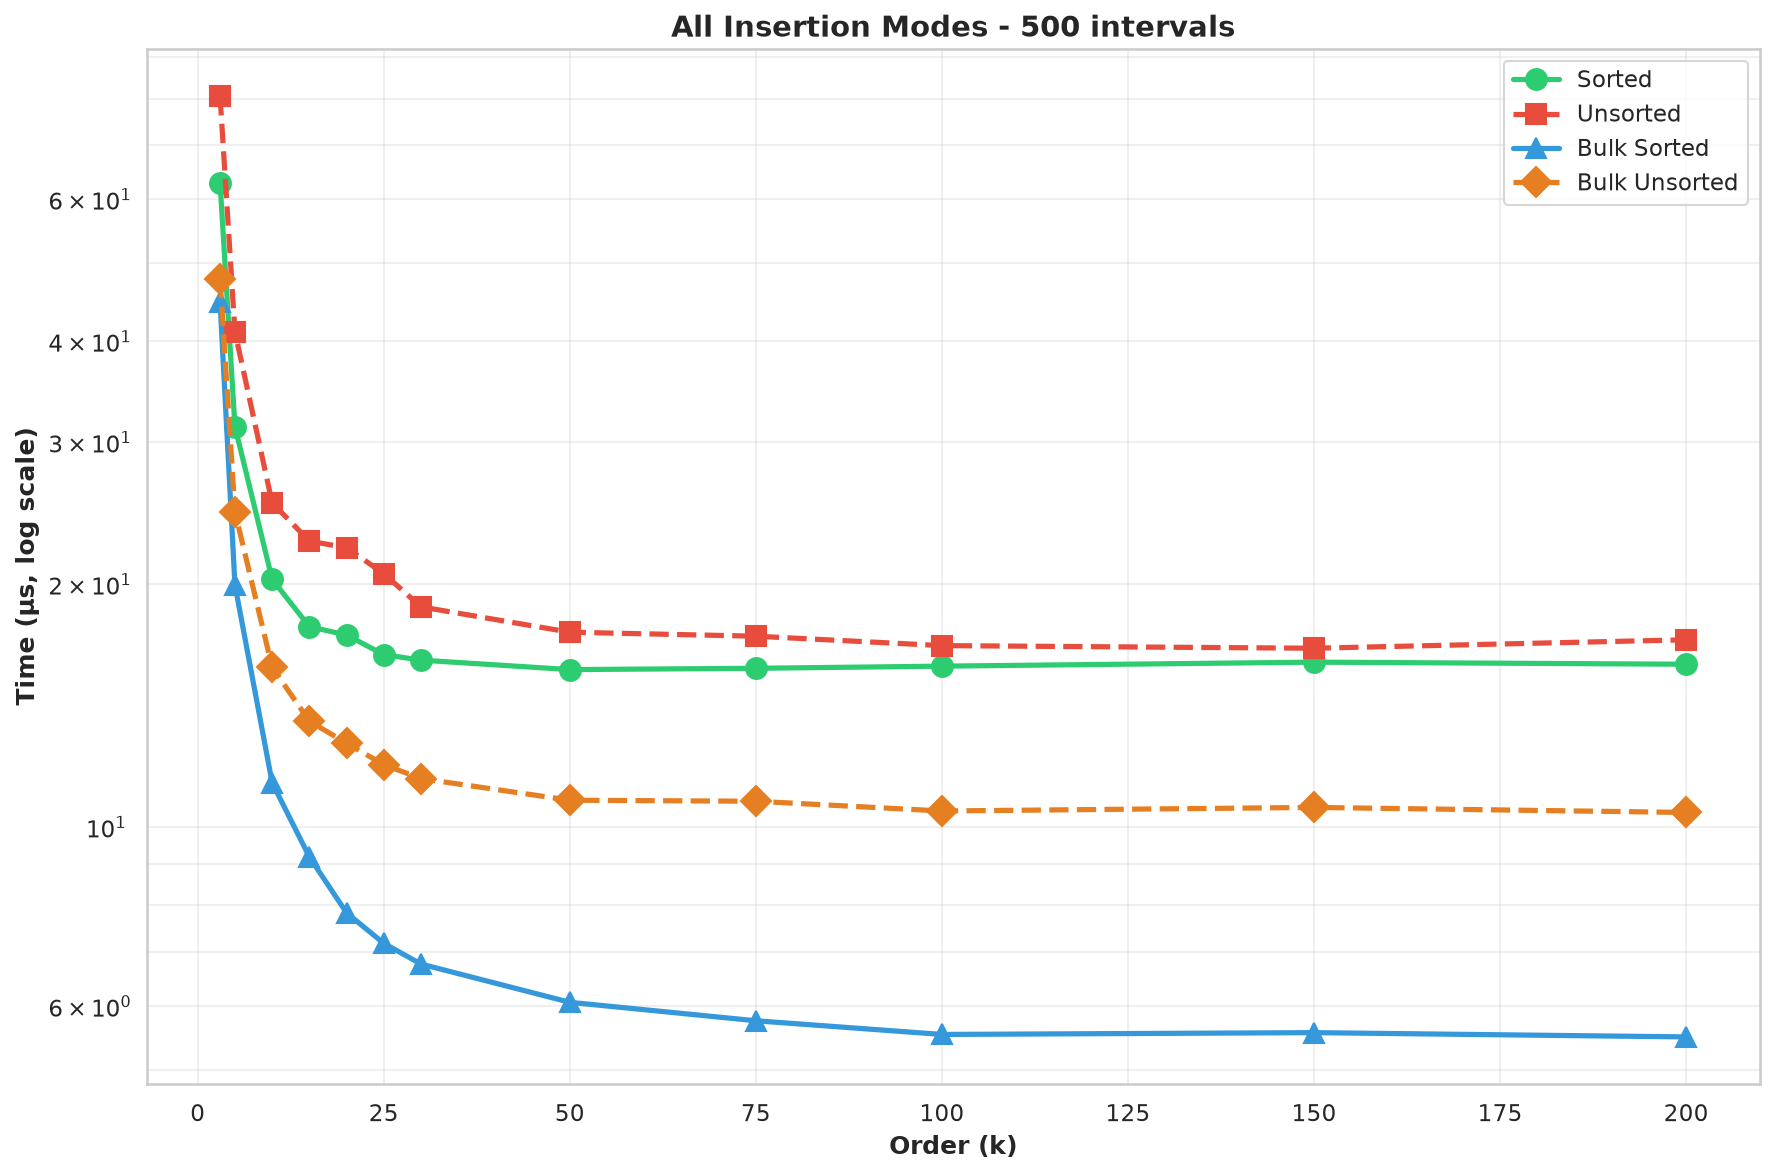 All Insertion Modes - 500 intervals
Sorted
Unsorted
Bulk Sorted
Bulk Unsorted
Time (µs, log scale)
6 × 10¹
4 × 10¹
3 × 10¹
2 × 10¹
10¹
6 × 10⁰
0 25 50 75 100 125 150 175 200
Order (k)